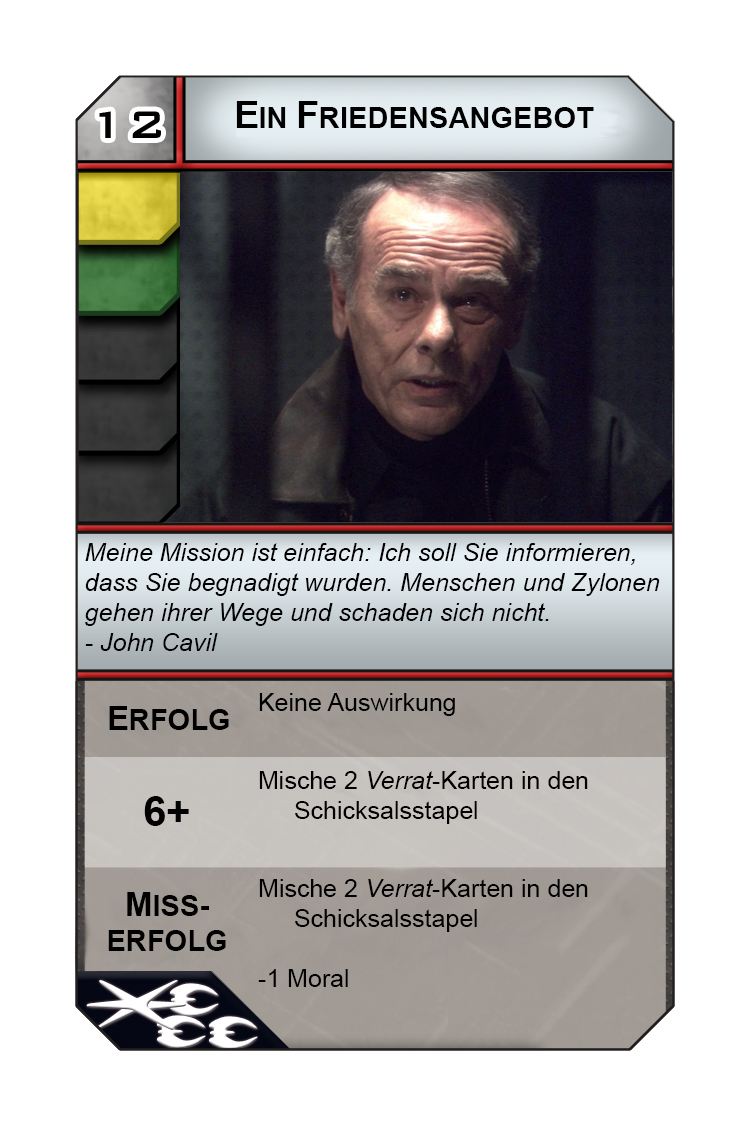 12
EIN FRIEDENSANGEBOT
Meine Mission ist einfach: Ich soll Sie informieren,
dass Sie begnadigt wurden. Menschen und Zylonen
gehen ihrer Wege und schaden sich nicht.
- John Cavil
ERFOLG
Keine Auswirkung
6+
Mische 2 Verrat-Karten in den
Schicksalsstapel
MISS-
ERFOLG
Mische 2 Verrat-Karten in den
Schicksalsstapel
-1 Moral